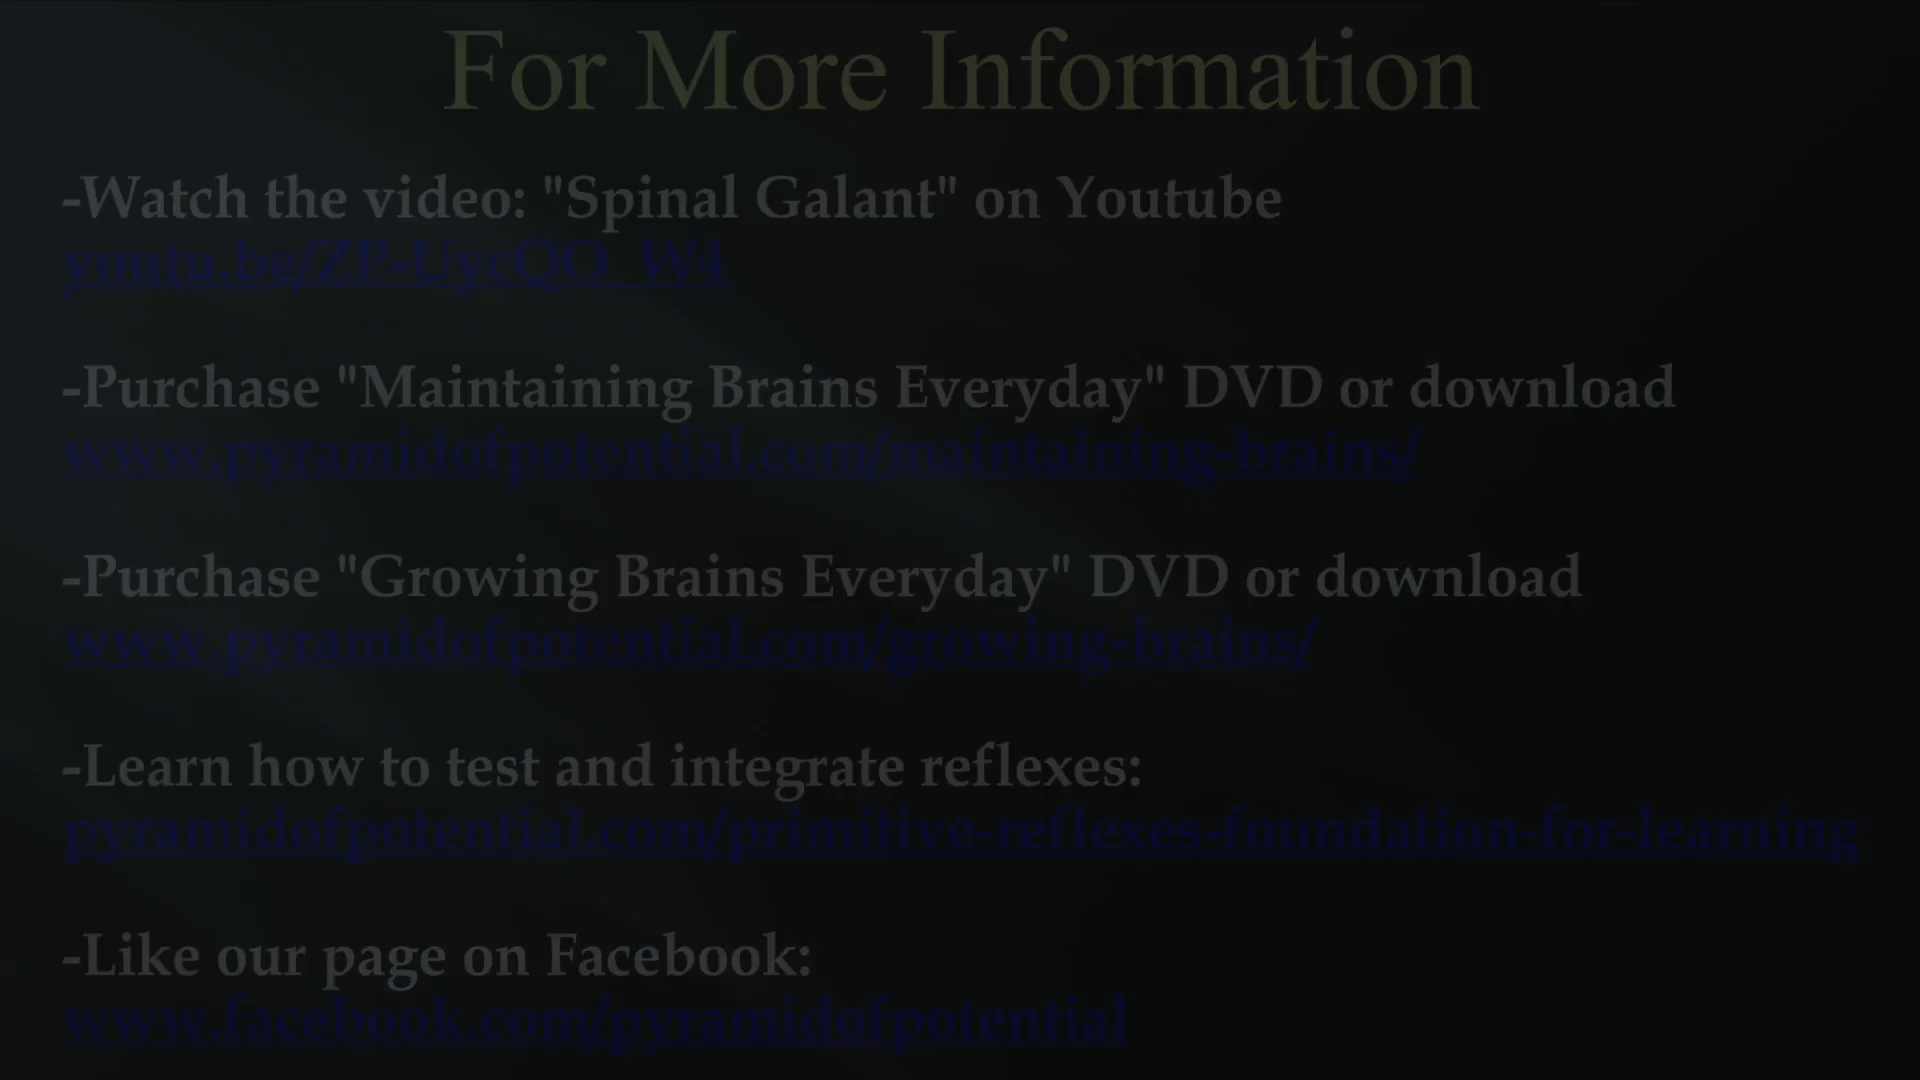 For More Information
-Watch the video: "Spinal Galant" on Youtube
youtu.be/ZP-UycQO_W4
-Purchase "Maintaining Brains Everyday" DVD or download
www.pyramidofpotential.com/maintaining-brains/
-Purchase "Growing Brains Everyday" DVD or download
www.pyramidofpotential.com/growing-brains/
-Learn how to test and integrate reflexes:
pyramidofpotential.com/primitive-reflexes-foundation-for-learning
-Like our page on Facebook:
www.facebook.com/pyramidofpotential